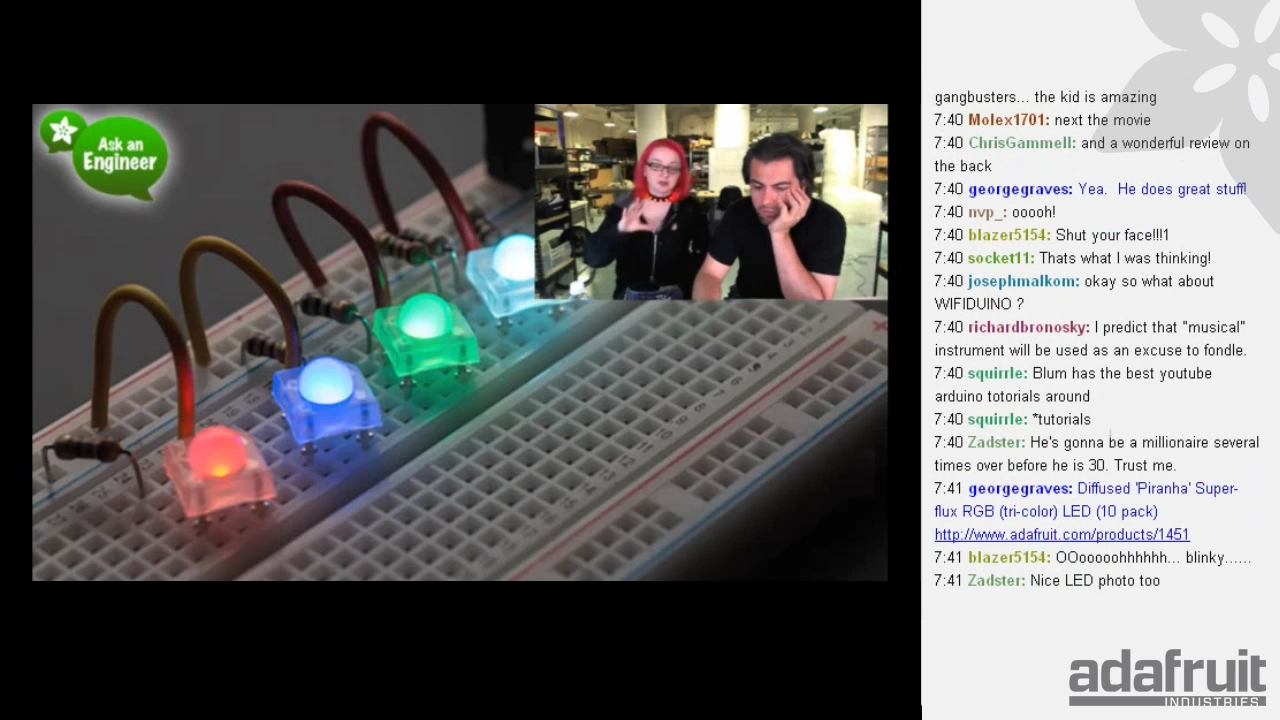 Ask an
Engineer
gangbusters... the kid is amazing
7:40 Molex1701: next the movie
7:40 ChrisGammell: and a wonderful review on
the back
7:40 georgegraves: Yea.  He does great stuff!
7:40 nvp_: ooooh!
7:40 blazer5154: Shut your face!!!1
7:40 socket11: Thats what I was thinking!
7:40 josephmalkom: okay so what about
WIFIDUINO ?
7:40 richardbronosky: I predict that "musical"
instrument will be used as an excuse to fondle.
7:40 squirrle: Blum has the best youtube
arduino totorials around
7:40 squirrle: *tutorials
7:40 Zadster: He's gonna be a millionaire several
times over before he is 30. Trust me.
7:41 georgegraves: Diffused 'Piranha' Super-
flux RGB (tri-color) LED (10 pack)
http://www.adafruit.com/products/1451
7:41 blazer5154: OOooooohhhhhh... blinky......
7:41 Zadster: Nice LED photo too
adafruit
INDUSTRIES